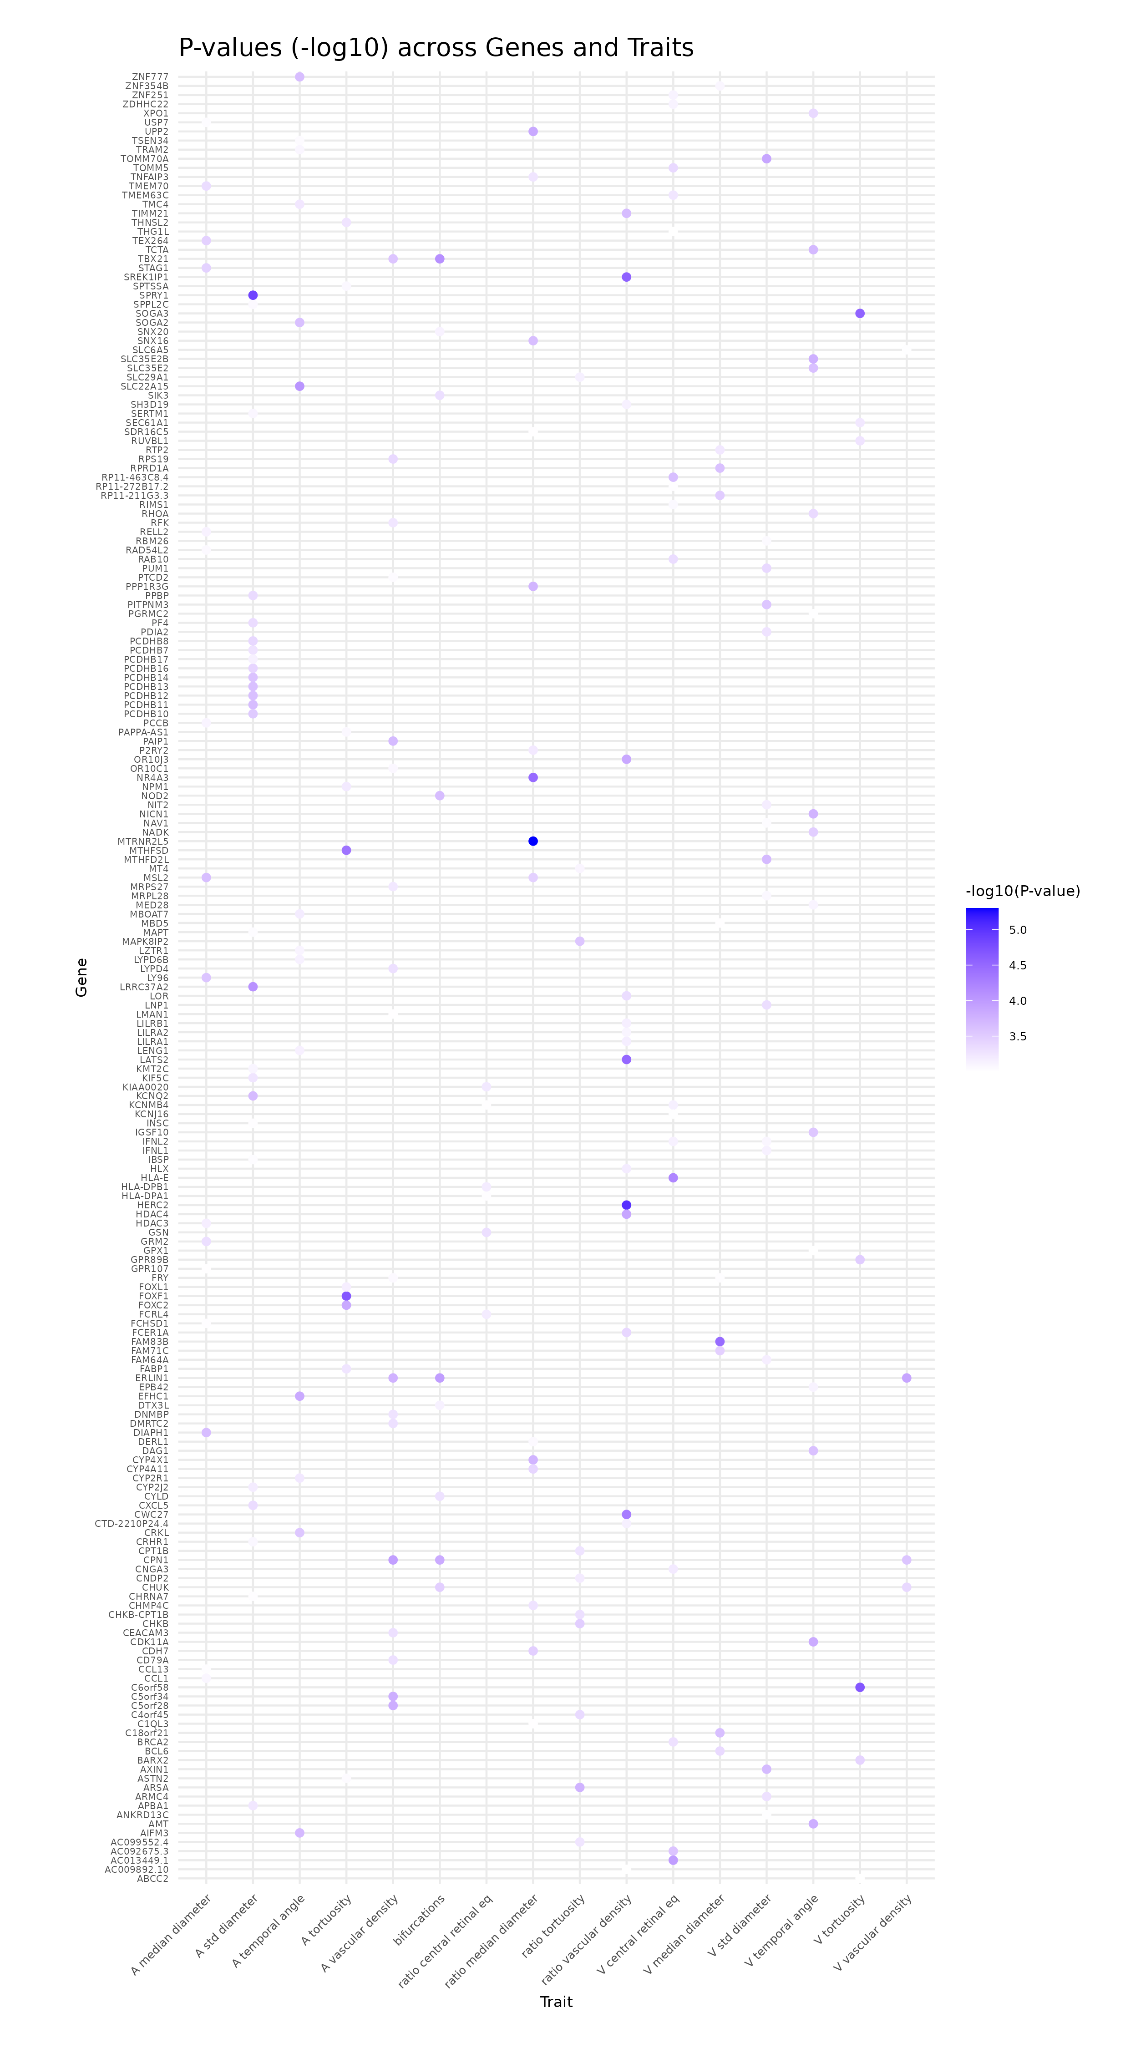 P-values (-log10) across Genes and Traits
ZNF777
ZNF354B
ZNF251
ZDHHC22
XPO1
USP7
UPP2
TSEN34
TRAM2
TOMM70A
TOMM5
TNFAIP3
TMEM70
TMEM63C
TMC4
TIMM21
THNSL2
THG1L
TEX264
TCTA
TBX21
STAG1
SREK1IP1
SPTSSA
SPRY1
SPPL2C
SOGA3
SOGA2
SNX20
SNX16
SLC6A5
SLC35E2B
SLC35E2
SLC29A1
SLC22A15
SIK3
SH3D19
SERTM1
SEC61A1
SDR16C5
RUVBL1
RTP2
RPS19
RPRD1A
RP11-463C8.4
RP11-272B17.2
RP11-211G3.3
RIMS1
RHOA
RFK
RELL2
RBM26
RAD54L2
RAB10
PUM1
PTCD2
PPP1R3G
PPBP
PITPNM3
PGRMC2
PF4
PDIA2
PCDHB8
PCDHB7
PCDHB17
PCDHB16
PCDHB14
PCDHB13
PCDHB12
PCDHB11
PCDHB10
PCCB
PAPPA-AS1
PAIP1
P2RY2
OR10J3
OR10C1
NR4A3
NPM1
NOD2
NIT2
NICN1
NAV1
NADK
MTRNR2L5
MTHFSD
MTHFD2L
MT4
MSL2
MRPS27
MRPL28
MED28
MBOAT7
MBD5
MAPT
MAPK8IP2
LZTR1
LYPD6B
LYPD4
LY96
LRRC37A2
LOR
LNP1
LMAN1
LILRB1
LILRA2
LILRA1
LENG1
LATS2
KMT2C
KIF5C
KIAA0020
KCNQ2
KCNMB4
KCNJ16
INSC
IGSF10
IFNL2
IFNL1
IBSP
HLX
HLA-E
HLA-DPB1
HLA-DPA1
HERC2
HDAC4
HDAC3
GSN
GRM2
GPX1
GPR89B
GPR107
FRY
FOXL1
FOXF1
FOXC2
FCRL4
FCHSD1
FCER1A
FAM83B
FAM71C
FAM64A
FABP1
ERLIN1
EPB42
EFHC1
DTX3L
DNMBP
DMRTC2
DIAPH1
DERL1
DAG1
CYP4X1
CYP4A11
CYP2R1
CYP2J2
CYLD
CXCL5
CWC27
CTD-2210P24.4
CRKL
CRHR1
CPT1B
CPN1
CNGA3
CNDP2
CHUK
CHRNA7
CHMP4C
CHKB-CPT1B
CHKB
CEACAM3
CDK11A
CDH7
CD79A
CCL13
CCL1
C6orf58
C5orf34
C5orf28
C4orf45
C1QL3
C18orf21
BRCA2
BCL6
BARX2
AXIN1
ASTN2
ARSA
ARMC4
APBA1
ANKRD13C
AMT
AIFM3
AC099552.4
AC092675.3
AC013449.1
AC009892.10
ABCC2
Gene
A median diameter
A std diameter
A temporal angle
A tortuosity
A vascular density
bifurcations
ratio central retinal eq
ratio median diameter
ratio tortuosity
ratio vascular density
V central retinal eq
V median diameter
V std diameter
V temporal angle
V tortuosity
V vascular density
Trait
-log10(P-value)
5.0
4.5
4.0
3.5